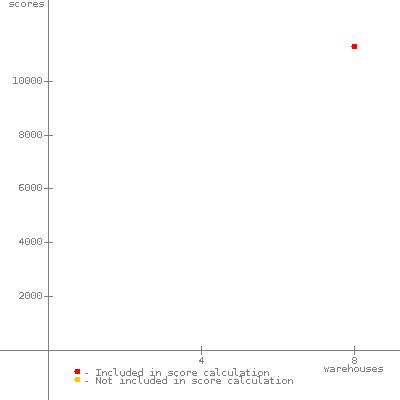 scores
10000
8000
6000
4000
2000
4
8
warehouses
- Included in score calculation
- Not included in score calculation